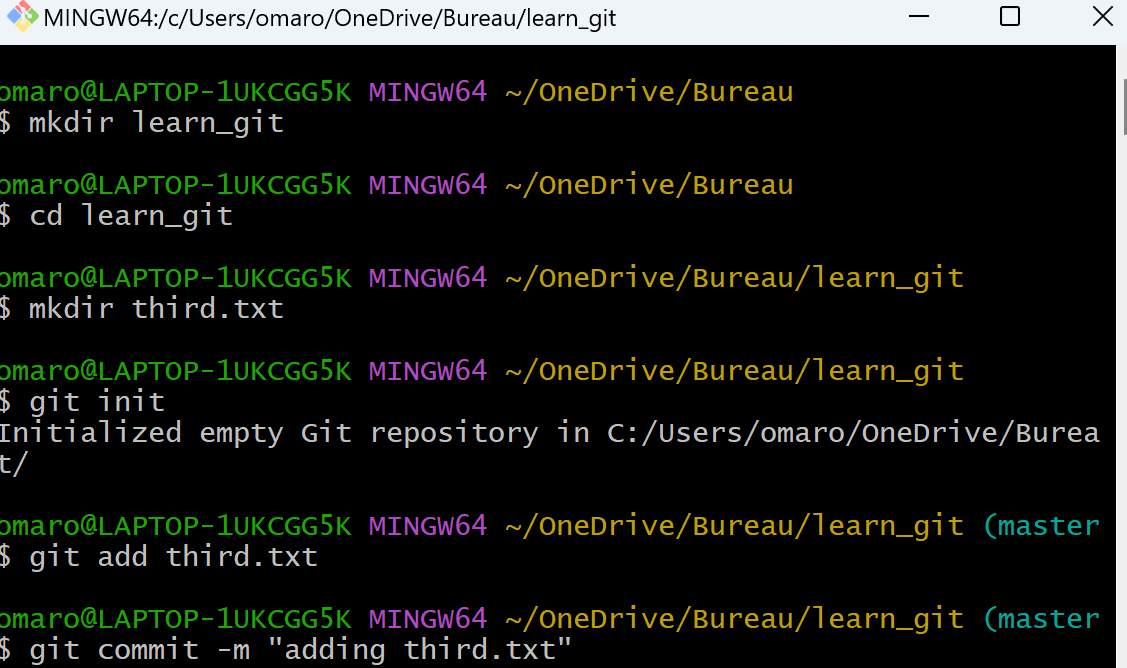 MINGW64:/c/Users/omaro/OneDrive/Bureau/learn_git
omaro@LAPTOP-1UKCGG5K MINGW64 ~/OneDrive/Bureau
$ mkdir learn_git
omaro@LAPTOP-1UKCGG5K MINGW64 ~/OneDrive/Bureau
$ cd learn_git
omaro@LAPTOP-1UKCGG5K MINGW64 ~/OneDrive/Bureau/learn_git
$ mkdir third.txt
omaro@LAPTOP-1UKCGG5K MINGW64 ~/OneDrive/Bureau/learn_git
$ git init
Initialized empty Git repository in C:/Users/omaro/OneDrive/Burea
t/
omaro@LAPTOP-1UKCGG5K MINGW64 ~/OneDrive/Bureau/learn_git (master
$ git add third.txt
omaro@LAPTOP-1UKCGG5K MINGW64 ~/OneDrive/Bureau/learn_git (master
$ git commit -m "adding third.txt"